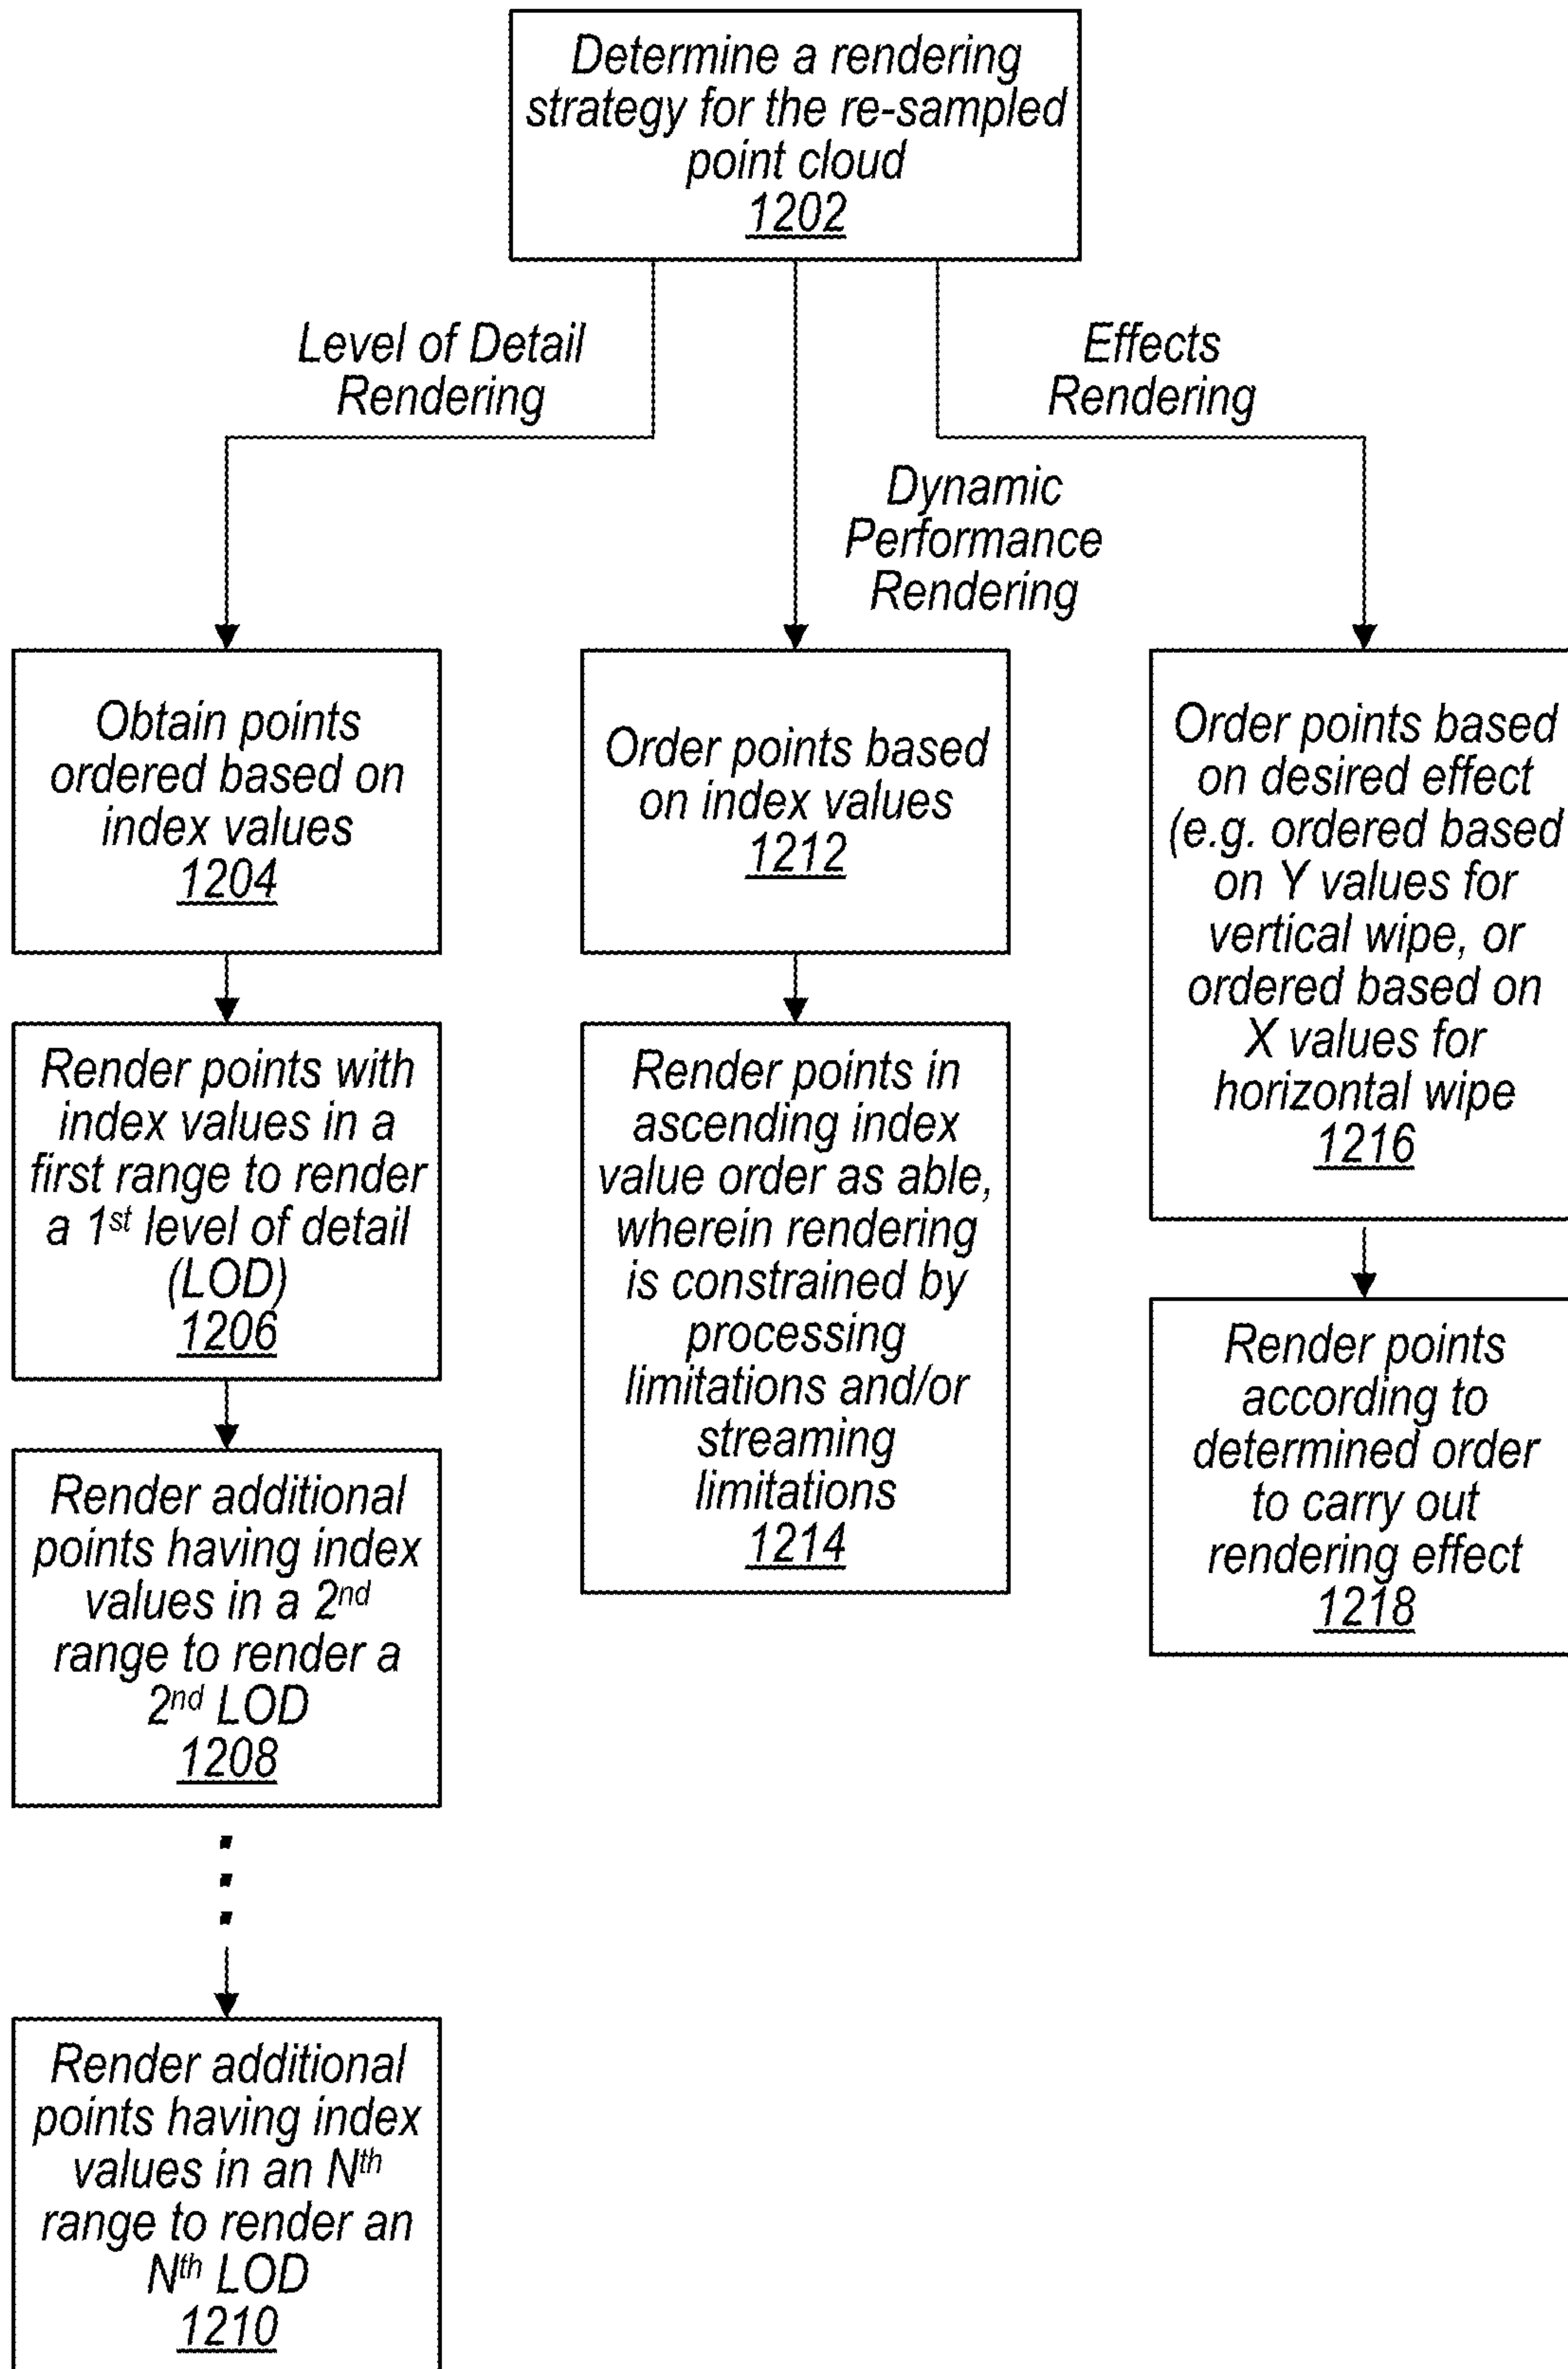 Determine a rendering
strategy for the re-sampled
point cloud
1202
Level of Detail
Rendering
Effects
Rendering
Dynamic
Performance
Rendering
Obtain points
ordered based on
index values
1204
Render points with
index values in a
first range to render
a 1st level of detail
(LOD)
1206
Render additional
points having index
values in a 2nd
range to render a
2nd LOD
1208
Render additional
points having index
values in an Nth
range to render an
Nth LOD
1210
Order points based
on index values
1212
Render points in
ascending index
value order as able,
wherein rendering
is constrained by
processing
limitations and/or
streaming
limitations
1214
Order points based
on desired effect
(e.g. ordered based
on Y values for
vertical wipe, or
ordered based on
X values for
horizontal wipe
1216
Render points
according to
determined order
to carry out
rendering effect
1218